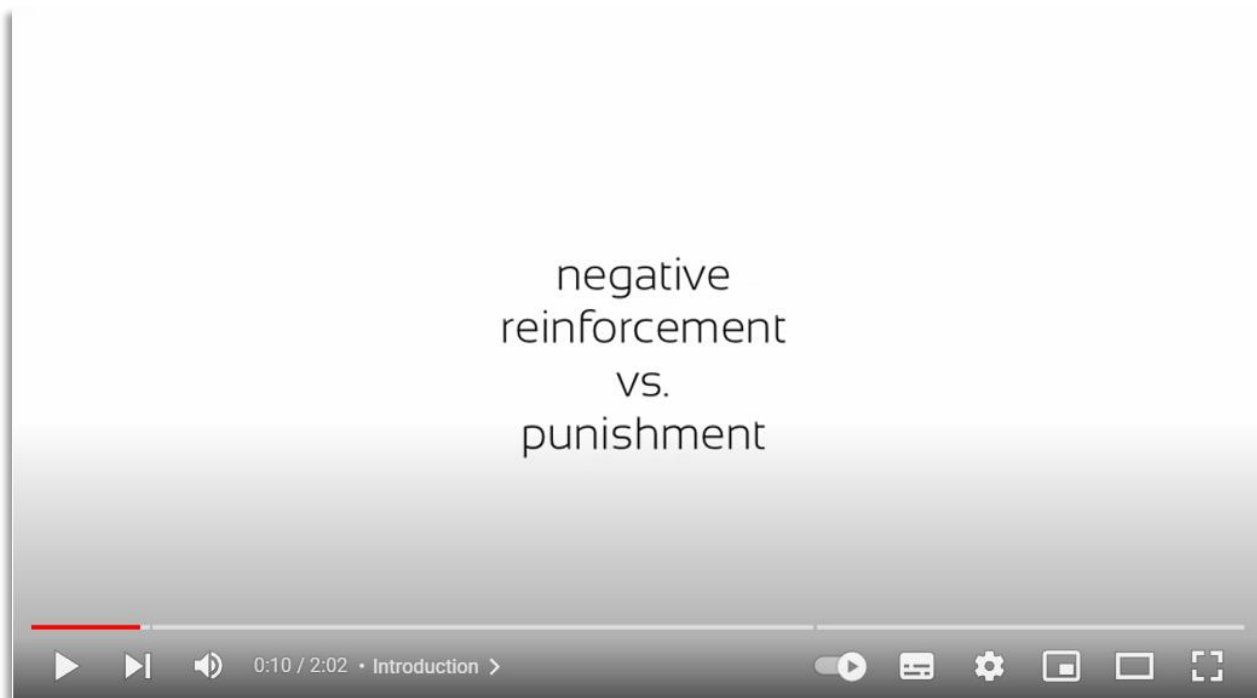 negative
reinforcement
vs.
punishment
0:10 / 2:02 • Introduction >